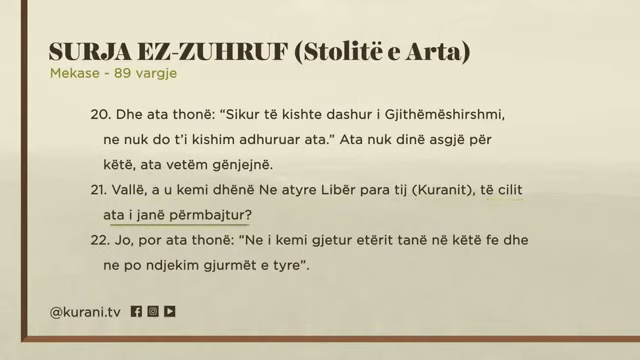 SURJA EZ-ZUHRUF (Stolitë e Arta)
Mekase - 89 vargje
20. Dhe ata thonë: “Sikur të kishte dashur i Gjithëmëshirshmi,
ne nuk do t’i kishim adhuruar ata.” Ata nuk dinë asgjë për
këtë, ata vetëm gënjejnë.
21. Vallë, a u kemi dhënë Ne atyre Libër para tij (Kuranit), të cilit
ata i janë përmbajtur?
22. Jo, por ata thonë: “Ne i kemi gjetur etërit tanë në këtë fe dhe
ne po ndjekim gjurmët e tyre”.
@kurani.tv